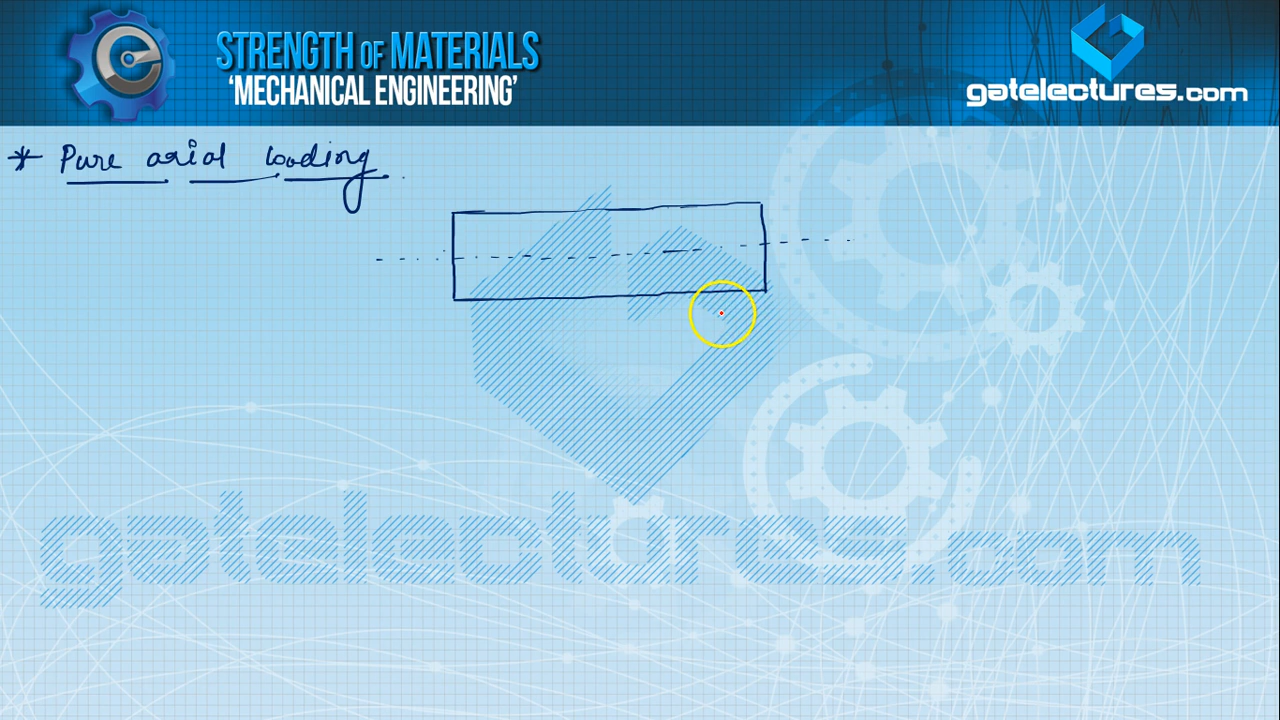 STRENGTH OF MATERIALS
'MECHANICAL ENGINEERING'
gatelectures.com
* Pure axial loading
gatelectures.com